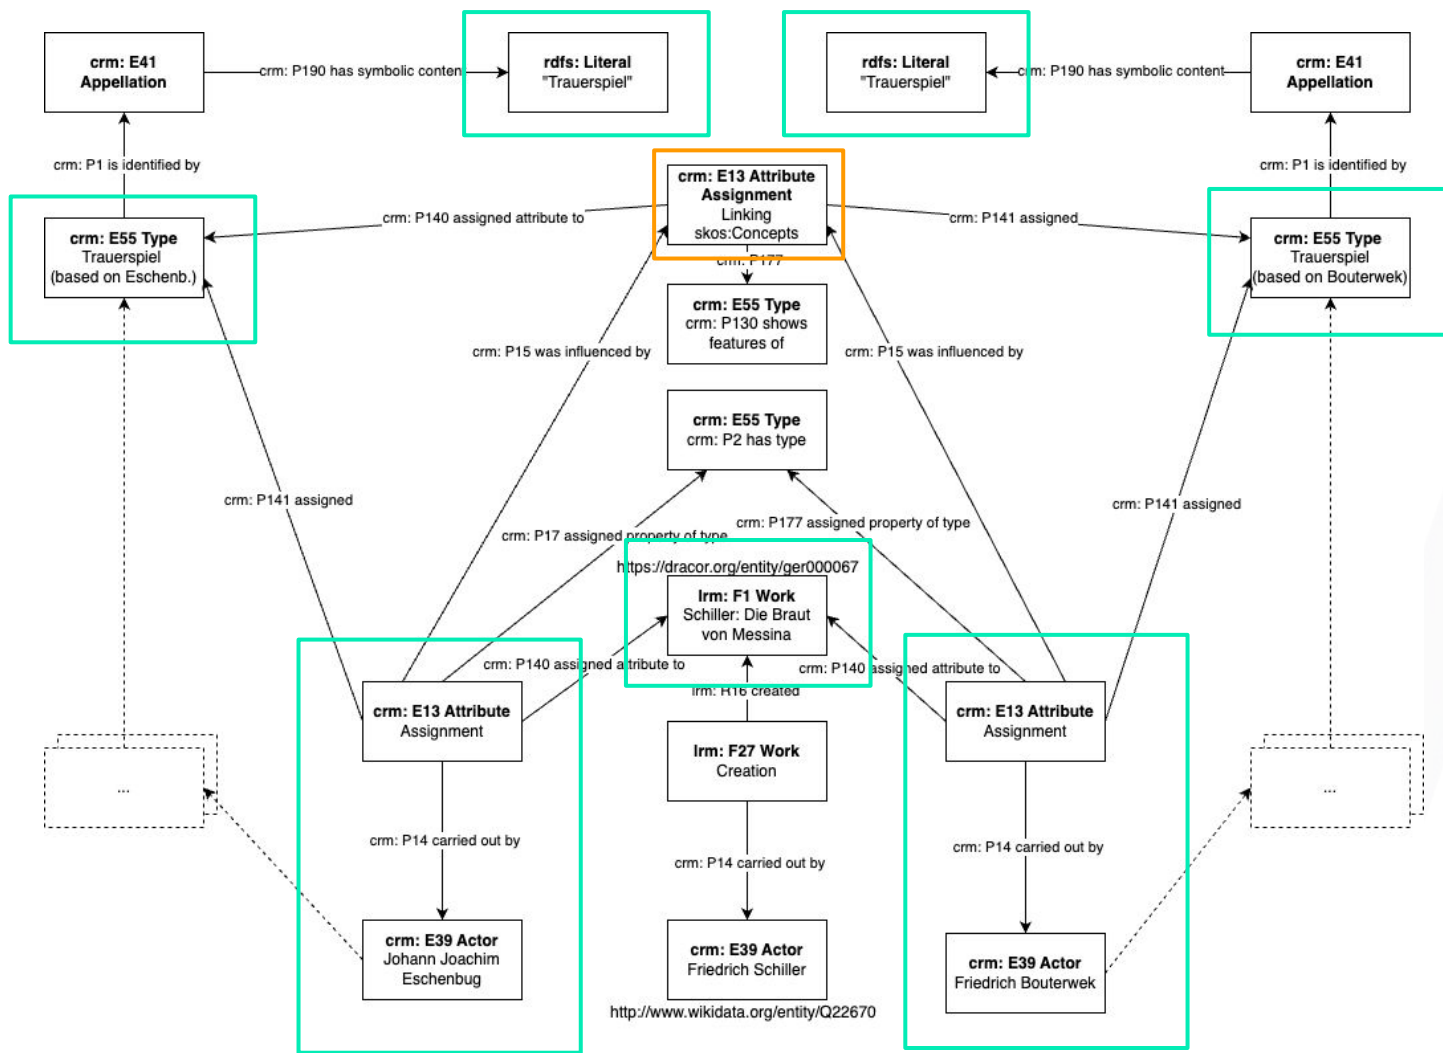 crm: E41
Appellation
crm: P190 has symbolic content
rdfs: Literal
"Trauerspiel"
rdfs: Literal
"Trauerspiel"
crm: P190 has symbolic content
crm: E41
Appellation
crm: P1 is identified by
crm: P1 is identified by
crm: E13 Attribute
Assignment
Linking
skos:Concepts
crm: P140 assigned attribute to
crm: P141 assigned
crm: E55 Type
Trauerspiel
(based on Eschenb.)
crm: E55 Type
Trauerspiel
(based on Bouterwek)
crm: P177
crm: E55 Type
crm: P130 shows
features of
crm: P15 was influenced by
crm: P15 was influenced by
crm: E55 Type
crm: P2 has type
crm: P141 assigned
crm: P141 assigned
crm: P17 assigned property of type
crm: P177 assigned property of type
https://dracor.org/entity/ger000067
lrm: F1 Work
Schiller: Die Braut
von Messina
crm: P140 assigned attribute to
crm: P140 assigned attribute to
lrm: R16 created
crm: E13 Attribute
Assignment
lrm: F27 Work
Creation
crm: E13 Attribute
Assignment
...
...
crm: P14 carried out by
crm: P14 carried out by
crm: P14 carried out by
crm: E39 Actor
Johann Joachim
Eschenbug
crm: E39 Actor
Friedrich Schiller
crm: E39 Actor
Friedrich Bouterwek
http://www.wikidata.org/entity/Q22670